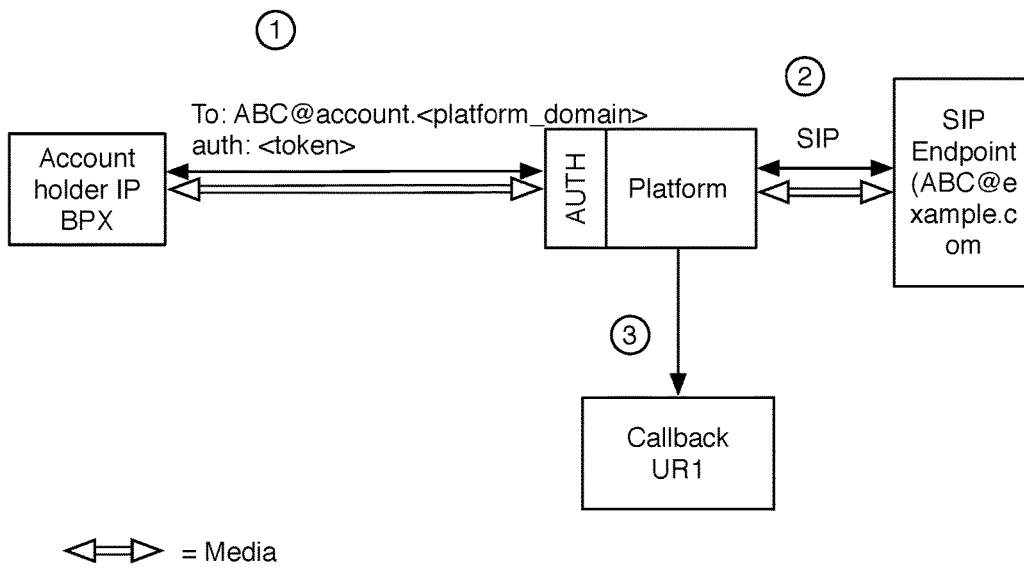 1
2
To: ABC@account.<platform_domain>
auth: <token>
SIP
Account
holder IP
BPX
AUTH
Platform
SIP
Endpoint
(ABC@e
xample.c
om
3
Callback
UR1
= Media